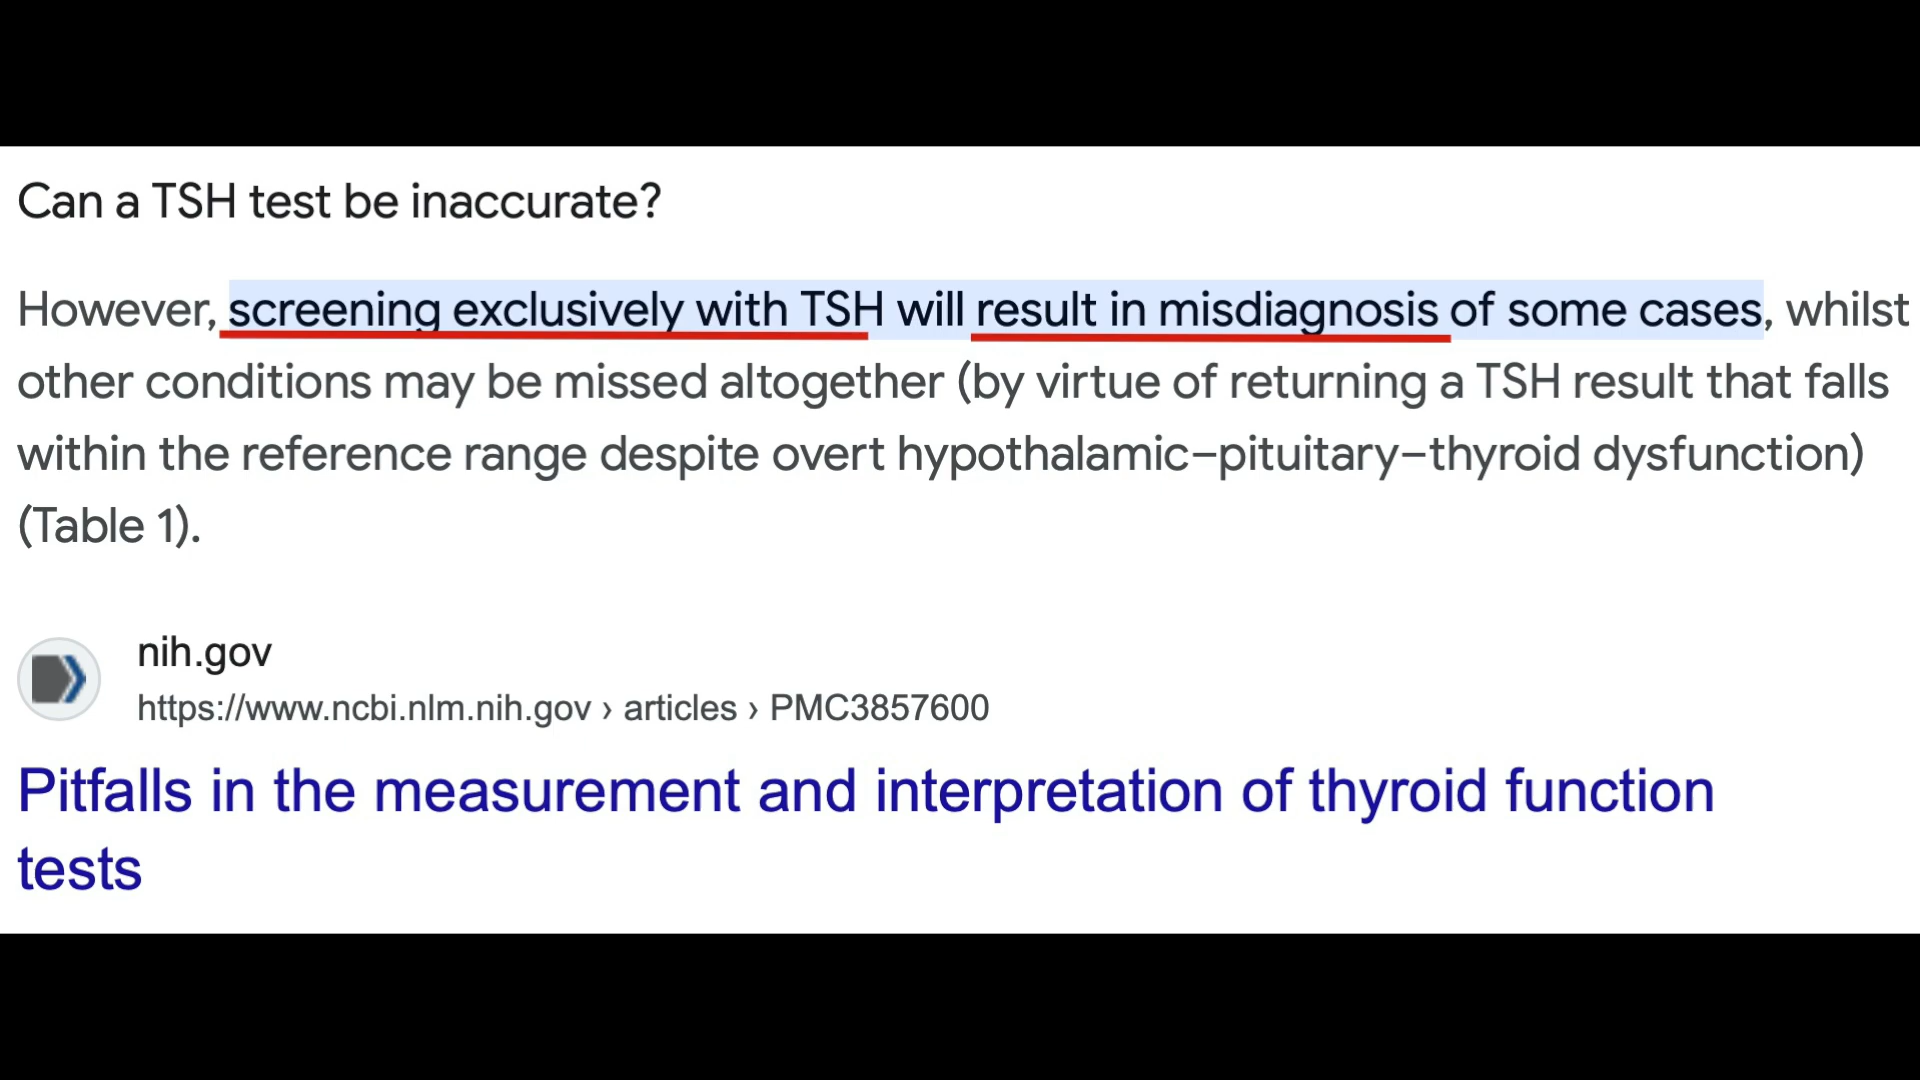 Can a TSH test be inaccurate?
However, screening exclusively with TSH will result in misdiagnosis of some cases, whilst
other conditions may be missed altogether (by virtue of returning a TSH result that falls
within the reference range despite overt hypothalamic–pituitary–thyroid dysfunction)
(Table 1).
nih.gov
https://www.ncbi.nlm.nih.gov › articles › PMC3857600
Pitfalls in the measurement and interpretation of thyroid function
tests